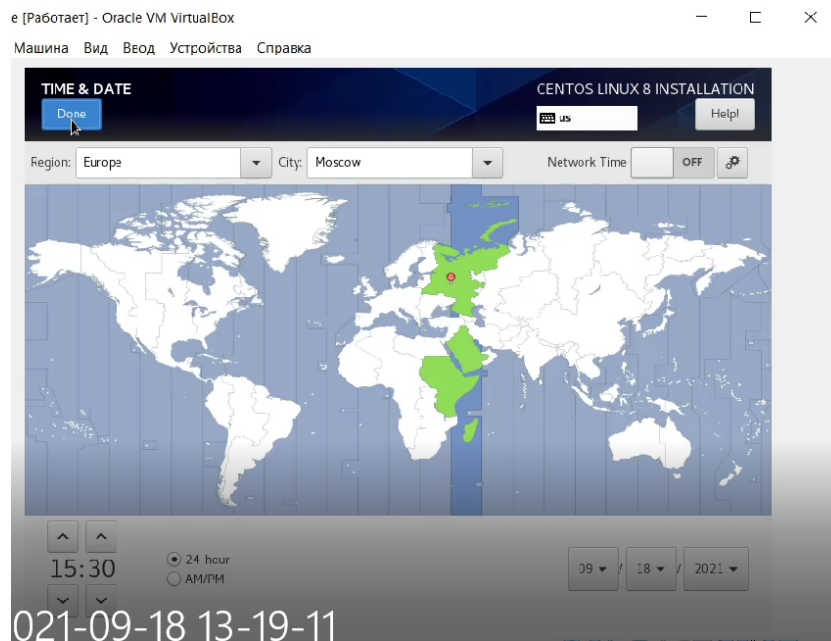 е [Работает] - Oracle VM VirtualBox
Машина Вид Ввод Устройства Справка
TIME & DATE
CENTOS LINUX 8 INSTALLATION
Done
us
Help!
Region: Europe City: Moscow Network Time OFF
15:30
24 hour
AM/PM
09 / 18 / 2021
021-09-18 13-19-11